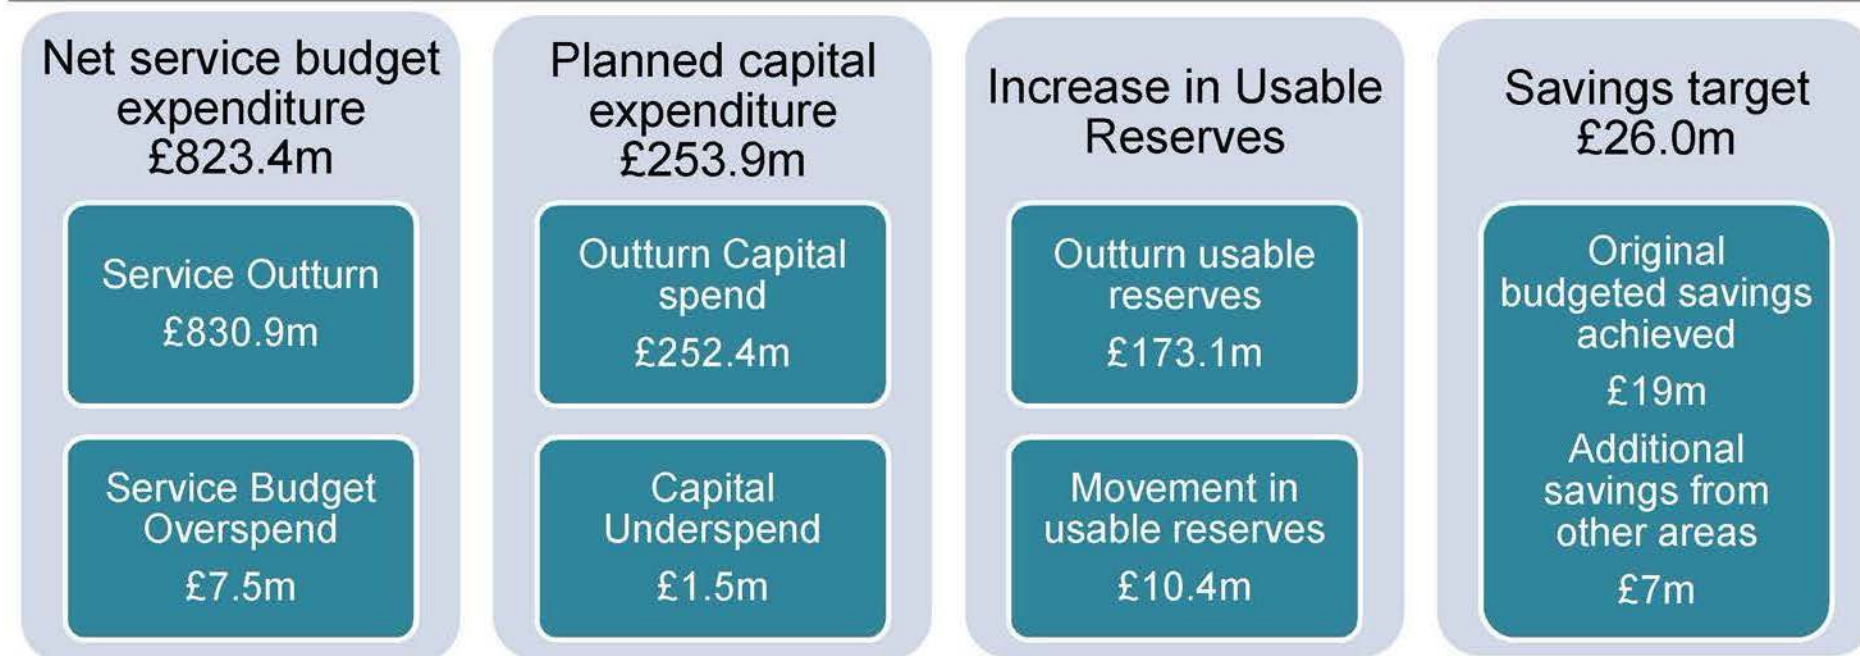 Net service budget
expenditure
£823.4m
Service Outturn
£830.9m
Service Budget
Overspend
£7.5m
Planned capital
expenditure
£253.9m
Outturn Capital
spend
£252.4m
Capital
Underspend
£1.5m
Increase in Usable
Reserves
Outturn usable
reserves
£173.1m
Movement in
usable reserves
£10.4m
Savings target
£26.0m
Original
budgeted savings
achieved
£19m
Additional
savings from
other areas
£7m